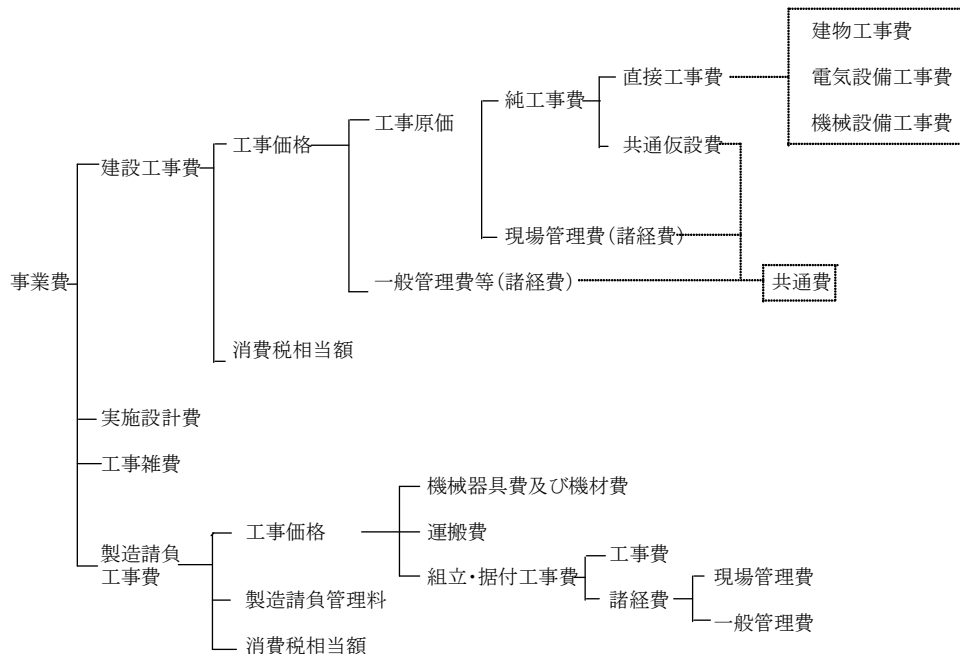 建物工事費
電気設備工事費
機械設備工事費
直接工事費
純工事費
共通仮設費
工事原価
工事価格
建設工事費
現場管理費(諸経費)
一般管理費等(諸経費)
共通費
事業費
消費税相当額
実施設計費
工事雑費
機械器具費及び機材費
工事価格
運搬費
製造請負
工事費
組立・据付工事費
工事費
諸経費
現場管理費
一般管理費
製造請負管理料
消費税相当額